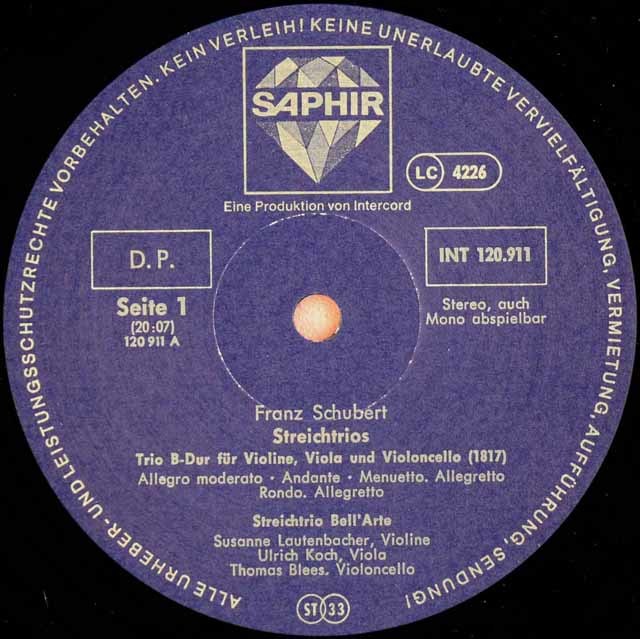 ALLE URHEBER- UND LEISTUNGSSCHUTZRECHTE VORBEHALTEN. KEIN VERLEIH! KEINE UNERLAUBTE VERVIELFÄLTIGUNG, VERMIETUNG, AUFFÜHRUNG, SENDUNG!
SAPHIR
LC 4226
Eine Produktion von Intercord
D.P.
INT 120.911
Seite 1
(20:07)
120 911 A
Stereo, auch
Mono abspielbar
Franz Schubert
Streichtrios
Trio B-Dur für Violine, Viola und Violoncello (1817)
Allegro moderato · Andante · Menuetto. Allegretto
Rondo. Allegretto
Streichtrio Bell'Arte
Susanne Lautenbacher, Violine
Ulrich Koch, Viola
Thomas Blees. Violoncello
ST 33